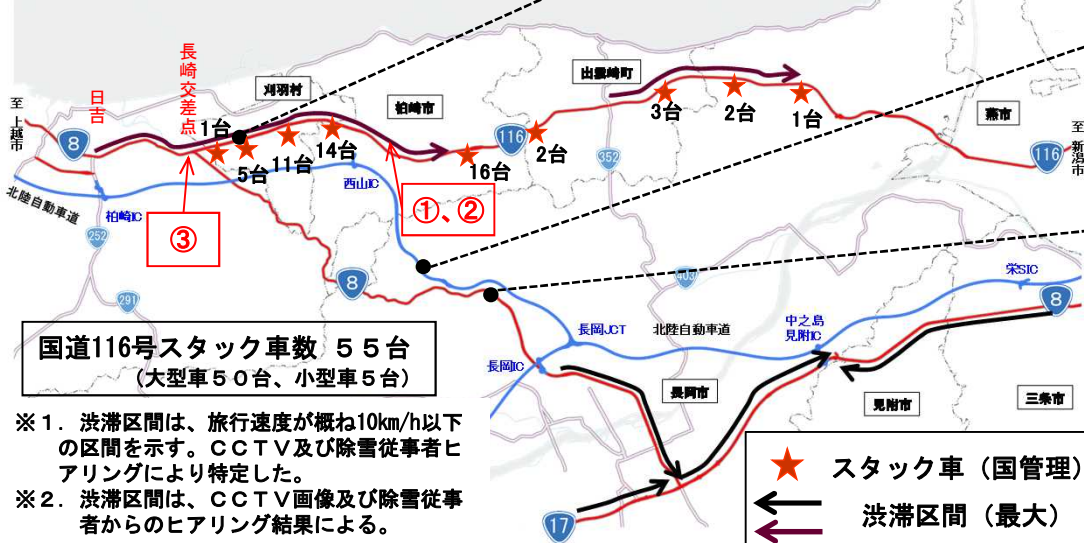 長崎交差点
日吉
至上越市
8
刈羽村
柏崎市
出雲崎町
燕市
至新潟市
1台
5台
11台
14台
16台
116
2台
352
3台
2台
1台
116
③
①、②
西山IC
北陸自動車道
柏崎IC
252
291
8
403
栄SIC
8
長岡JCT
北陸自動車道
中之島
見附IC
長岡IC
長岡市
見附市
三条市
17
国道116号スタック車数 55台
(大型車50台、小型車5台)
※1. 渋滞区間は、旅行速度が概ね10km/h以下
の区間を示す。CCTV及び除雪従事者ヒ
アリングにより特定した。
※2. 渋滞区間は、CCTV画像及び除雪従事
者からのヒアリング結果による。
スタック車(国管理)
渋滞区間(最大)